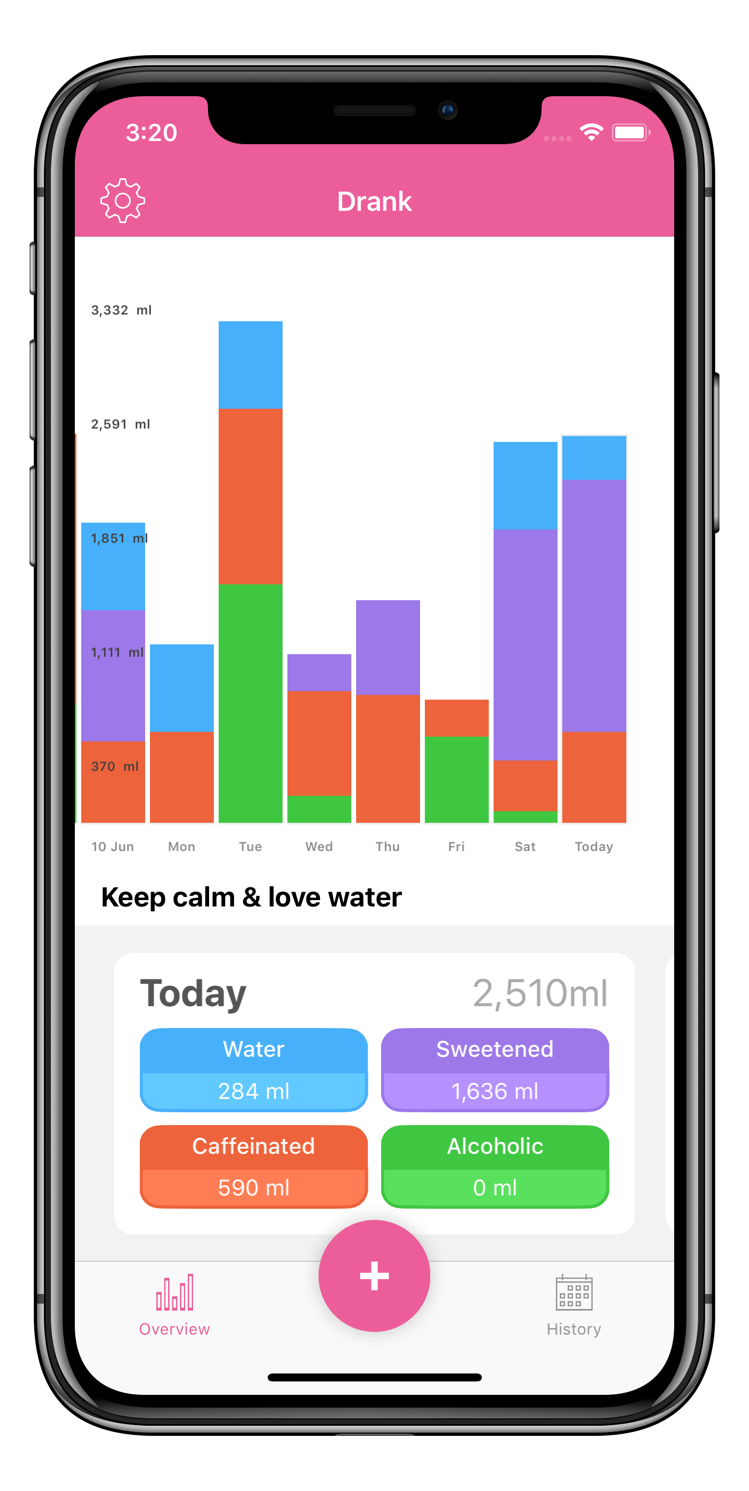 3:20
Drank
3,332 ml
2,591 ml
1,851 ml
1,111 ml
370 ml
10 Jun Mon Tue Wed Thu Fri Sat Today
Keep calm & love water
Today 2,510ml
Water Sweetened
284 ml 1,636 ml
Caffeinated Alcoholic
590 ml 0 ml
+
Overview History